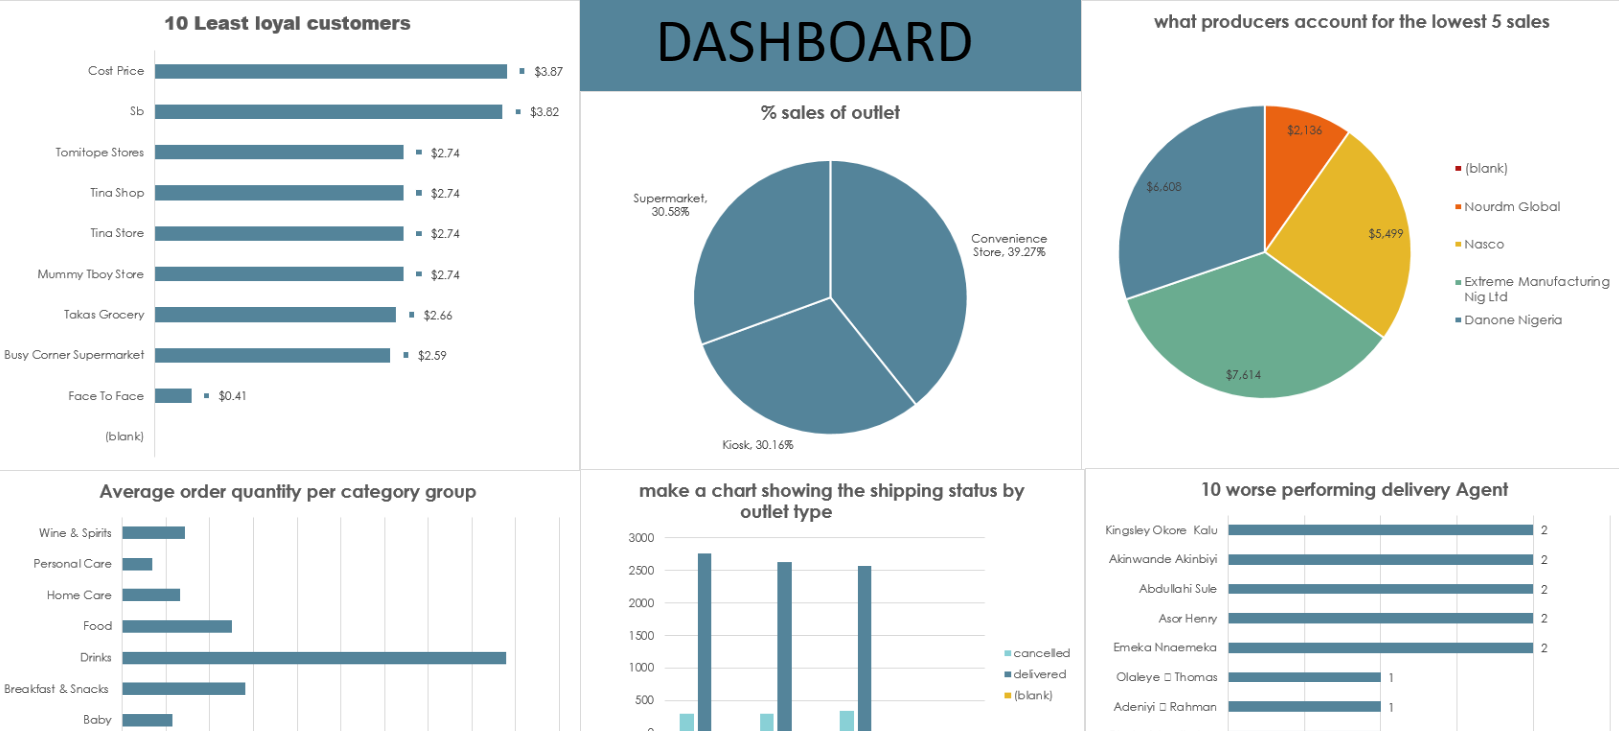 10 Least loyal customers
Cost Price
$3.87
Sb
$3.82
Tomitope Stores
$2.74
Tina Shop
$2.74
Tina Store
$2.74
Mummy Tboy Store
$2.74
Takas Grocery
$2.66
Busy Corner Supermarket
$2.59
Face To Face
$0.41
(blank)
DASHBOARD
% sales of outlet
Supermarket,
30.58%
Convenience
Store, 39.27%
Kiosk, 30.16%
what producers account for the lowest 5 sales
$2,136
$6,608
$5,499
$7,614
(blank)
Nourdm Global
Nasco
Extreme Manufacturing
Nig Ltd
Danone Nigeria
Average order quantity per category group
Wine & Spirits
Personal Care
Home Care
Food
Drinks
Breakfast & Snacks
Baby
make a chart showing the shipping status by
outlet type
3000
2500
2000
1500
1000
500
0
cancelled
delivered
(blank)
10 worse performing delivery Agent
Kingsley Okore Kalu
2
Akinwande Akinbiyi
2
Abdullahi Sule
2
Asor Henry
2
Emeka Nnaemeka
2
Olaleye □ Thomas
1
Adeniyi □ Rahman
1